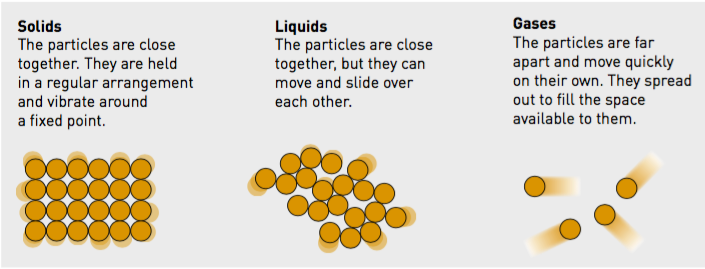 Solids
The particles are close
together. They are held
in a regular arrangement
and vibrate around
a fixed point.
Liquids
The particles are close
together, but they can
move and slide over
each other.
Gases
The particles are far
apart and move quickly
on their own. They spread
out to fill the space
available to them.